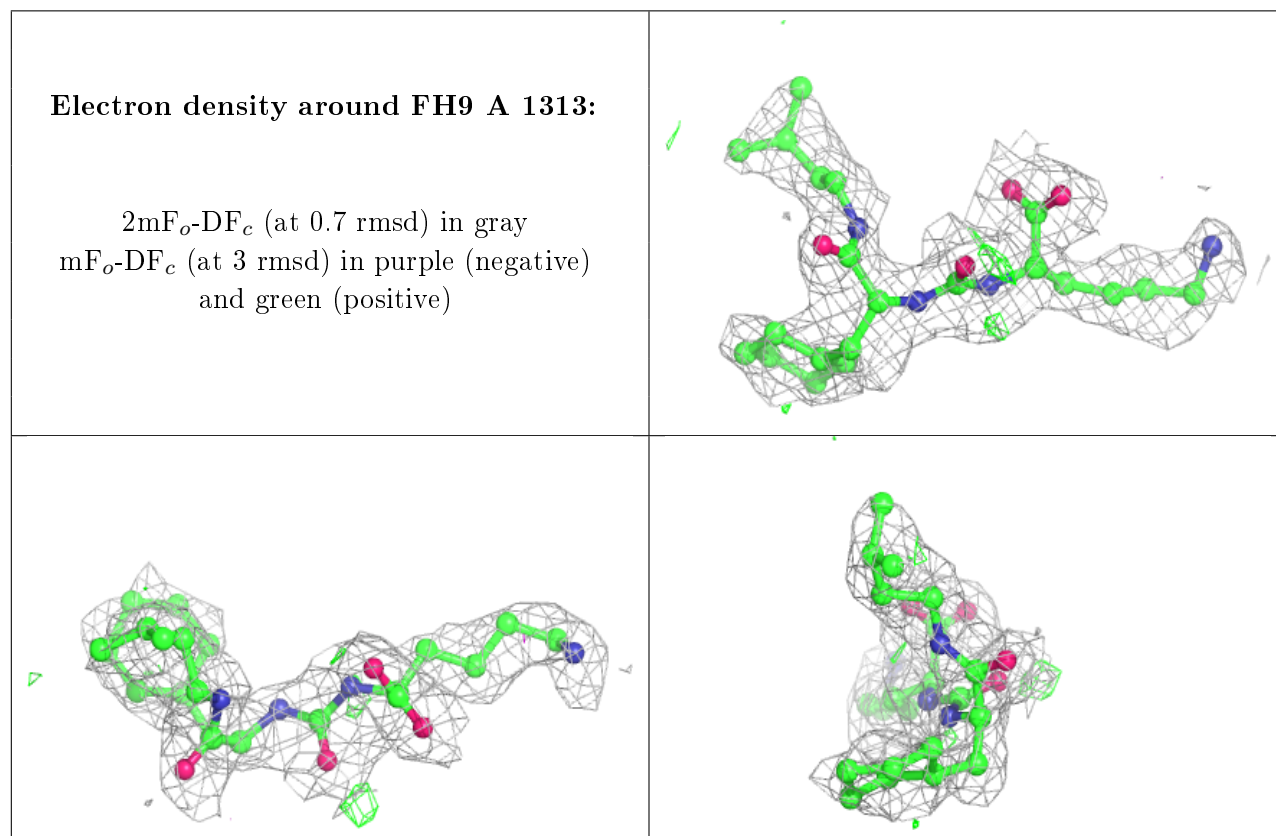 Electron density around FH9 A 1313:
2mFo-DFc (at 0.7 rmsd) in gray
mFo-DFc (at 3 rmsd) in purple (negative)
and green (positive)